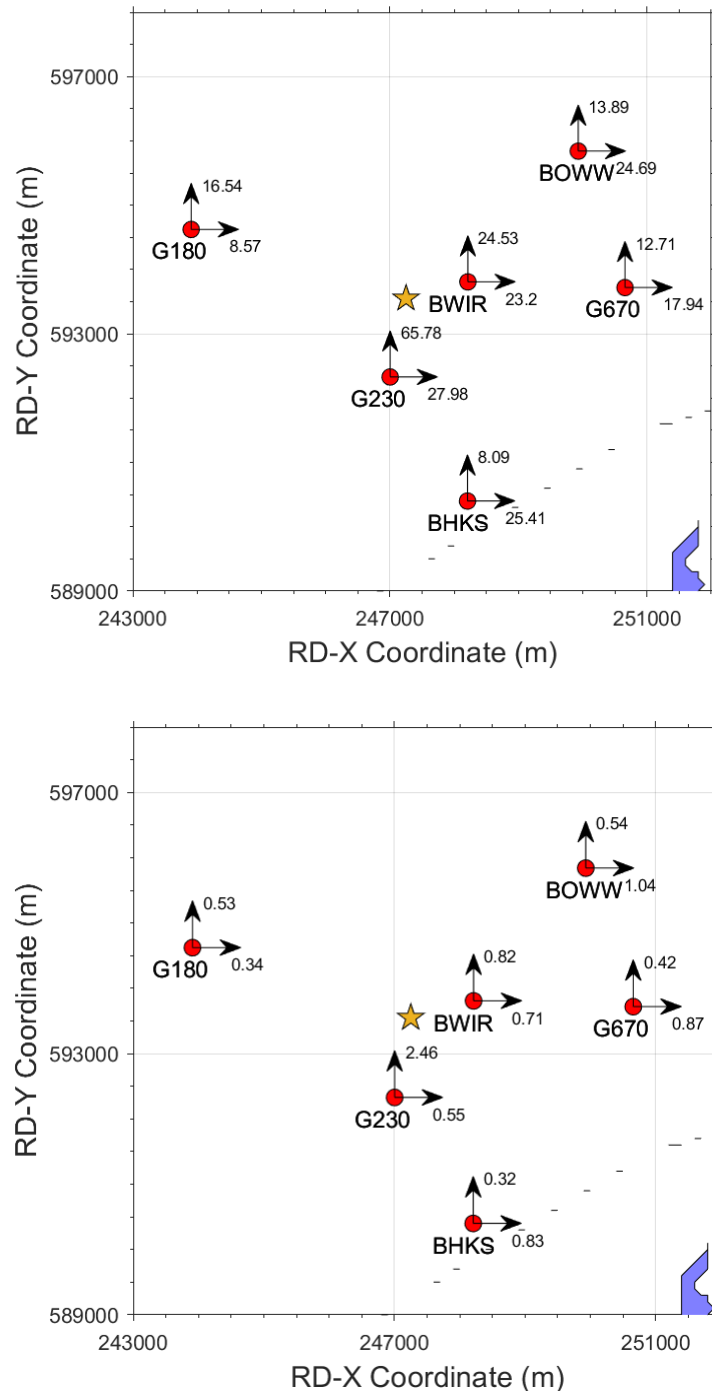 597000
13.89
BOWW
24.69
16.54
G180
8.57
24.53
BWIR
23.2
12.71
G670
17.94
593000
65.78
G230
27.98
8.09
BHKS
25.41
589000
243000
247000
251000
RD-X Coordinate (m)
RD-Y Coordinate (m)
597000
0.54
BOWW
1.04
0.53
G180
0.34
0.82
BWIR
0.71
0.42
G670
0.87
593000
2.46
G230
0.55
0.32
BHKS
0.83
589000
243000
247000
251000
RD-X Coordinate (m)
RD-Y Coordinate (m)